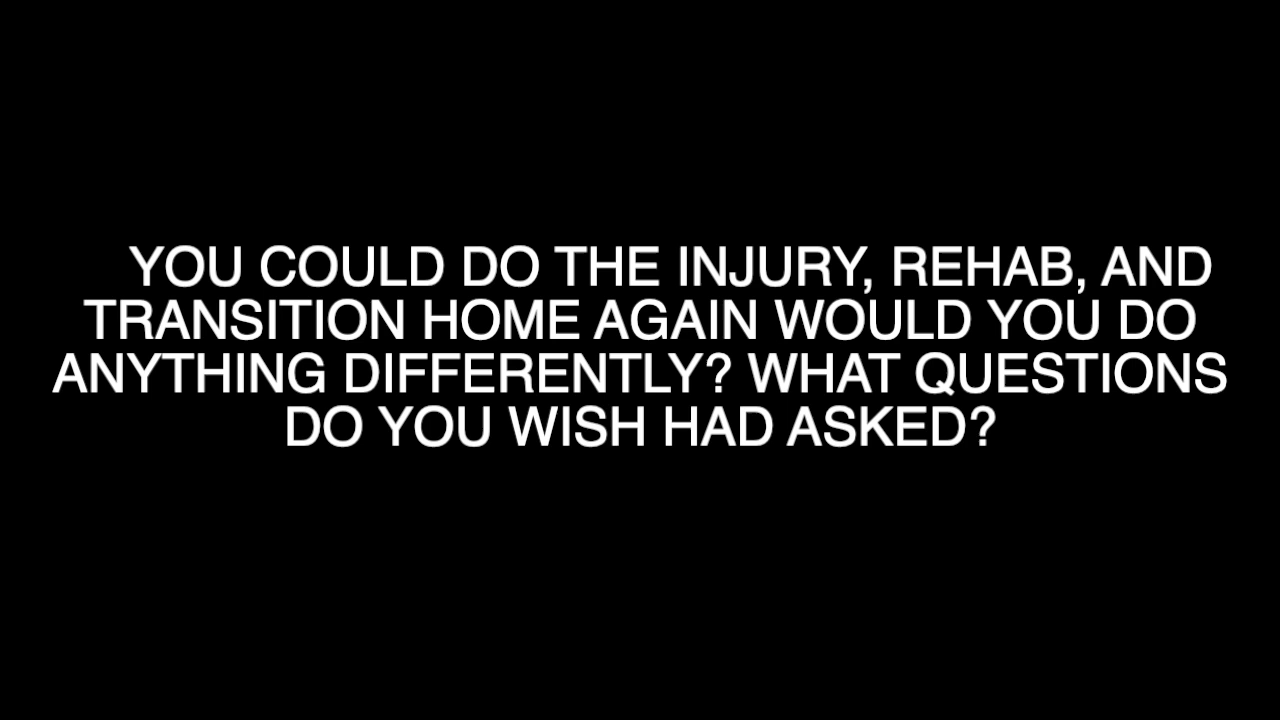 YOU COULD DO THE INJURY, REHAB, AND
TRANSITION HOME AGAIN WOULD YOU DO
ANYTHING DIFFERENTLY? WHAT QUESTIONS
DO YOU WISH HAD ASKED?